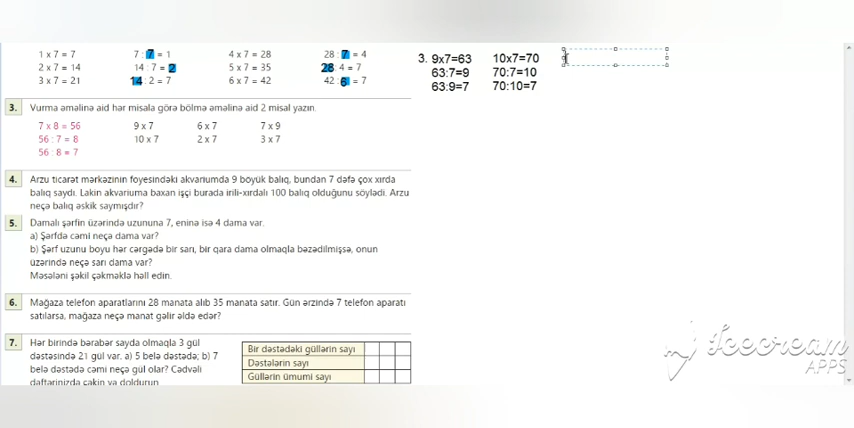 1 x 7 = 7    7 : 7 = 1    4 x 7 = 28    28 : 7 = 4
2 x 7 = 14    14 : 7 = 2    5 x 7 = 35    28 : 4 = 7
3 x 7 = 21    14 : 2 = 7    6 x 7 = 42    42 : 6 = 7
3. Vurma əməlinə aid hər misala görə bölmə əməlinə aid 2 misal yazın.
7 x 8 = 56    9 x 7    6 x 7    7 x 9
56 : 7 = 8    10 x 7    2 x 7    3 x 7
56 : 8 = 7
4. Arzu ticarət mərkəzinin foyesindəki akvariumda 9 böyük balıq, bundan 7 dəfə çox xırda
balıq saydı. Lakin akvariuma baxan işçi burada irili-xırdalı 100 balıq olduğunu söylədi. Arzu
neçə balıq əskik saymışdır?
5. Damalı şərfin üzərində uzununa 7, eninə isə 4 dama var.
a) Şərfdə cəmi neçə dama var?
b) Şərf uzunu boyu hər cərgədə bir sarı, bir qara dama olmaqla bəzədilmişsə, onun
üzərində neçə sarı dama var?
Məsələni şəkil çəkməklə həll edin.
6. Mağaza telefon aparatlarını 28 manata alıb 35 manata satır. Gün ərzində 7 telefon aparatı
satılarsa, mağaza neçə manat gəlir əldə edər?
7. Hər birində bərabər sayda olmaqla 3 gül
dəstəsində 21 gül var. a) 5 belə dəstədə; b) 7
belə dəstədə cəmi neçə gül olar? Cədvəli
dəftərinizdə çəkin və doldurun
Bir dəstədəki güllərin sayı
Dəstələrin sayı
Güllərin ümumi sayı
3. 9x7=63    10x7=70
63:7=9    70:7=10
63:9=7    70:10=7
Icecream
APPS